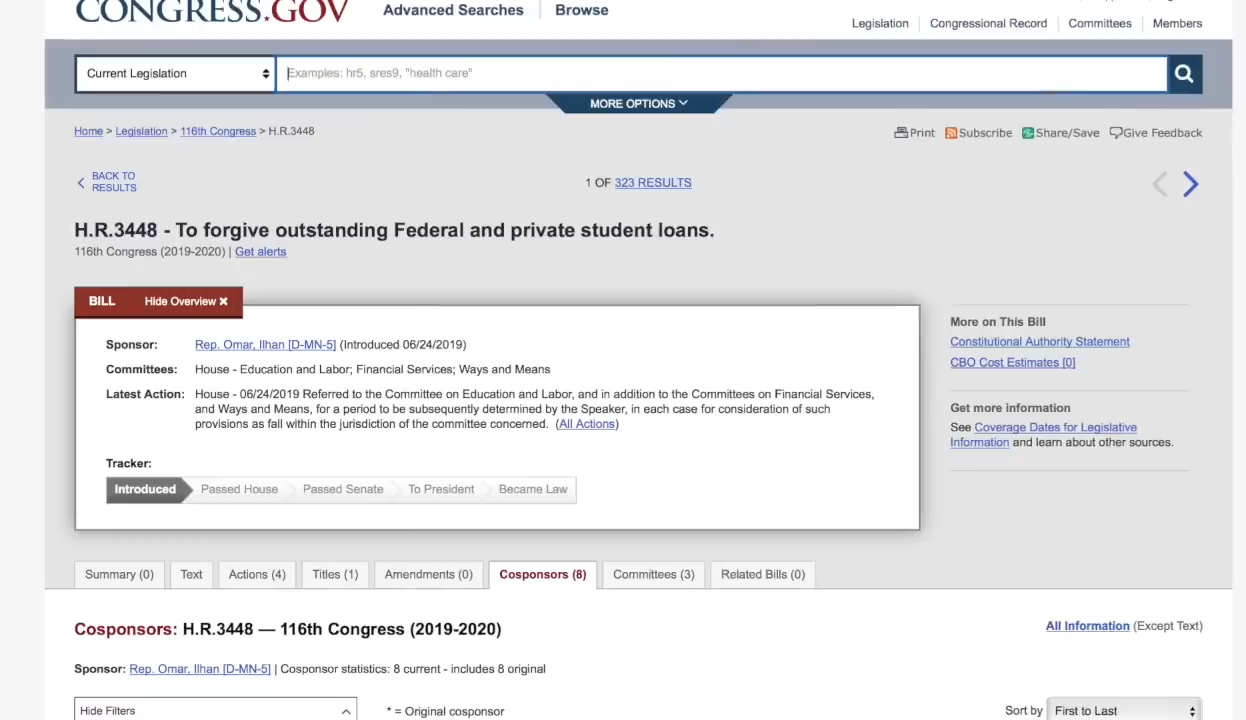 CONGRESS.GOV
Advanced Searches
Browse
Legislation
Congressional Record
Committees
Members
Current Legislation
Examples: hr5, sres9, "health care"
MORE OPTIONS
Home > Legislation > 116th Congress > H.R.3448
Print
Subscribe
Share/Save
Give Feedback
BACK TO
RESULTS
1 OF 323 RESULTS
H.R.3448 - To forgive outstanding Federal and private student loans.
116th Congress (2019-2020) | Get alerts
BILL
Hide Overview ×
Sponsor: Rep. Omar, Ilhan [D-MN-5] (Introduced 06/24/2019)
Committees: House - Education and Labor; Financial Services; Ways and Means
Latest Action: House - 06/24/2019 Referred to the Committee on Education and Labor, and in addition to the Committees on Financial Services,
and Ways and Means, for a period to be subsequently determined by the Speaker, in each case for consideration of such
provisions as fall within the jurisdiction of the committee concerned. (All Actions)
Tracker:
Introduced
Passed House
Passed Senate
To President
Became Law
More on This Bill
Constitutional Authority Statement
CBO Cost Estimates [0]
Get more information
See Coverage Dates for Legislative
Information and learn about other sources.
Summary (0)
Text
Actions (4)
Titles (1)
Amendments (0)
Cosponsors (8)
Committees (3)
Related Bills (0)
Cosponsors: H.R.3448 — 116th Congress (2019-2020)
All Information (Except Text)
Sponsor: Rep. Omar, Ilhan [D-MN-5] | Cosponsor statistics: 8 current - includes 8 original
Hide Filters
* = Original cosponsor
Sort by
First to Last